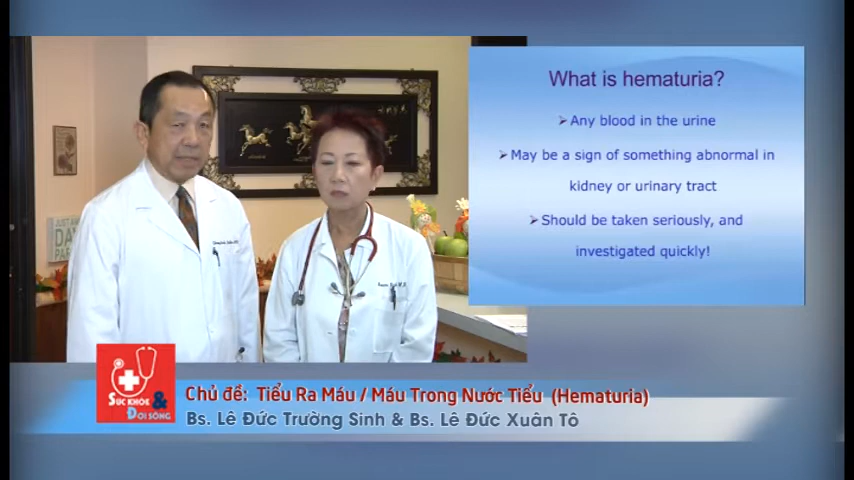 What is hematuria?
➢Any blood in the urine
➢May be a sign of something abnormal in
kidney or urinary tract
➢Should be taken seriously, and
investigated quickly!
SỨC KHỎE
& ĐỜI SỐNG
Chủ đề: Tiểu Ra Máu / Máu Trong Nước Tiểu (Hematuria)
Bs. Lê Đức Trường Sinh & Bs. Lê Đức Xuân Tô